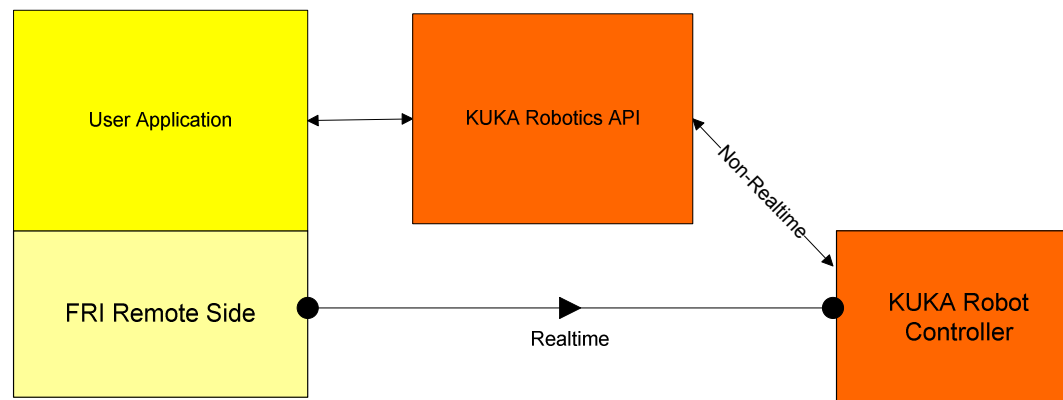 User Application
KUKA Robotics API
Non-Realtime
FRI Remote Side
Realtime
KUKA Robot
Controller